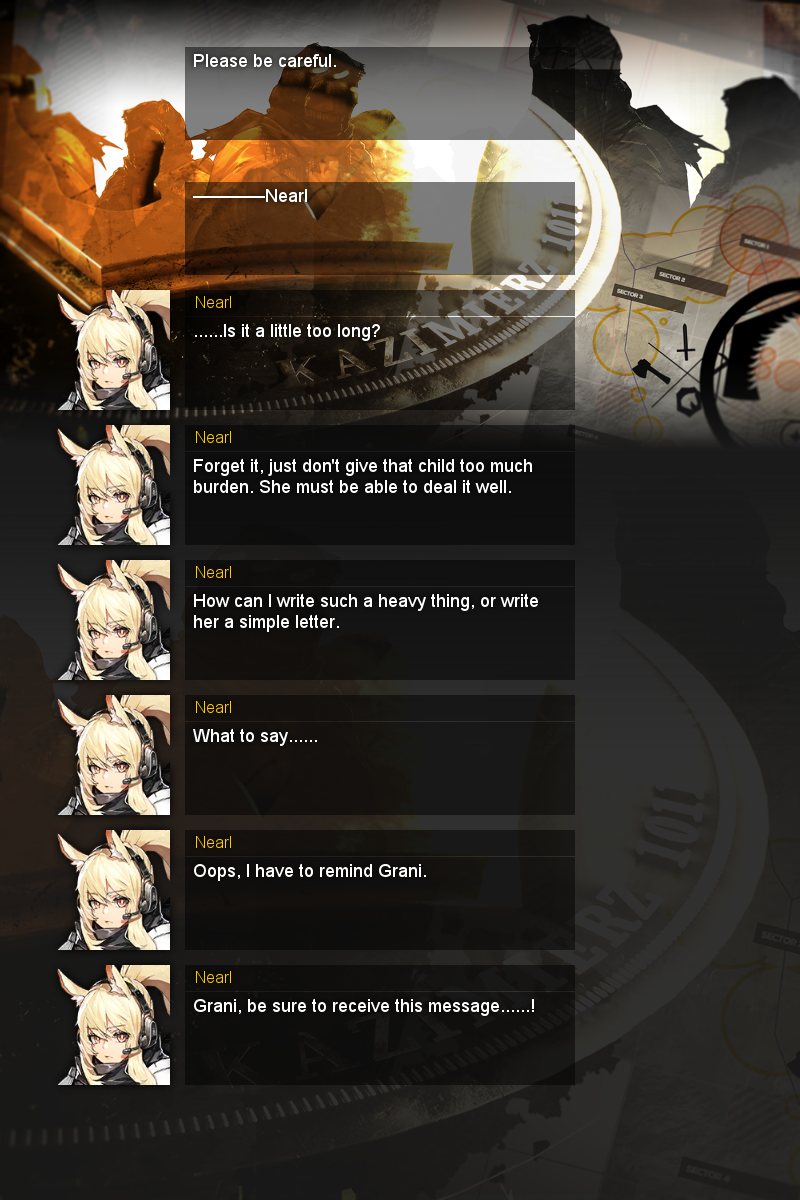 Please be careful.
————Nearl
Nearl
......Is it a little too long?
Nearl
Forget it, just don't give that child too much
burden. She must be able to deal it well.
Nearl
How can I write such a heavy thing, or write
her a simple letter.
Nearl
What to say......
Nearl
Oops, I have to remind Grani.
Nearl
Grani, be sure to receive this message......!
KAZIMIERZ 1011
SECTOR 1
SECTOR 2
SECTOR 3
KAZIMIERZ 1011
SECTOR
SECTOR-4